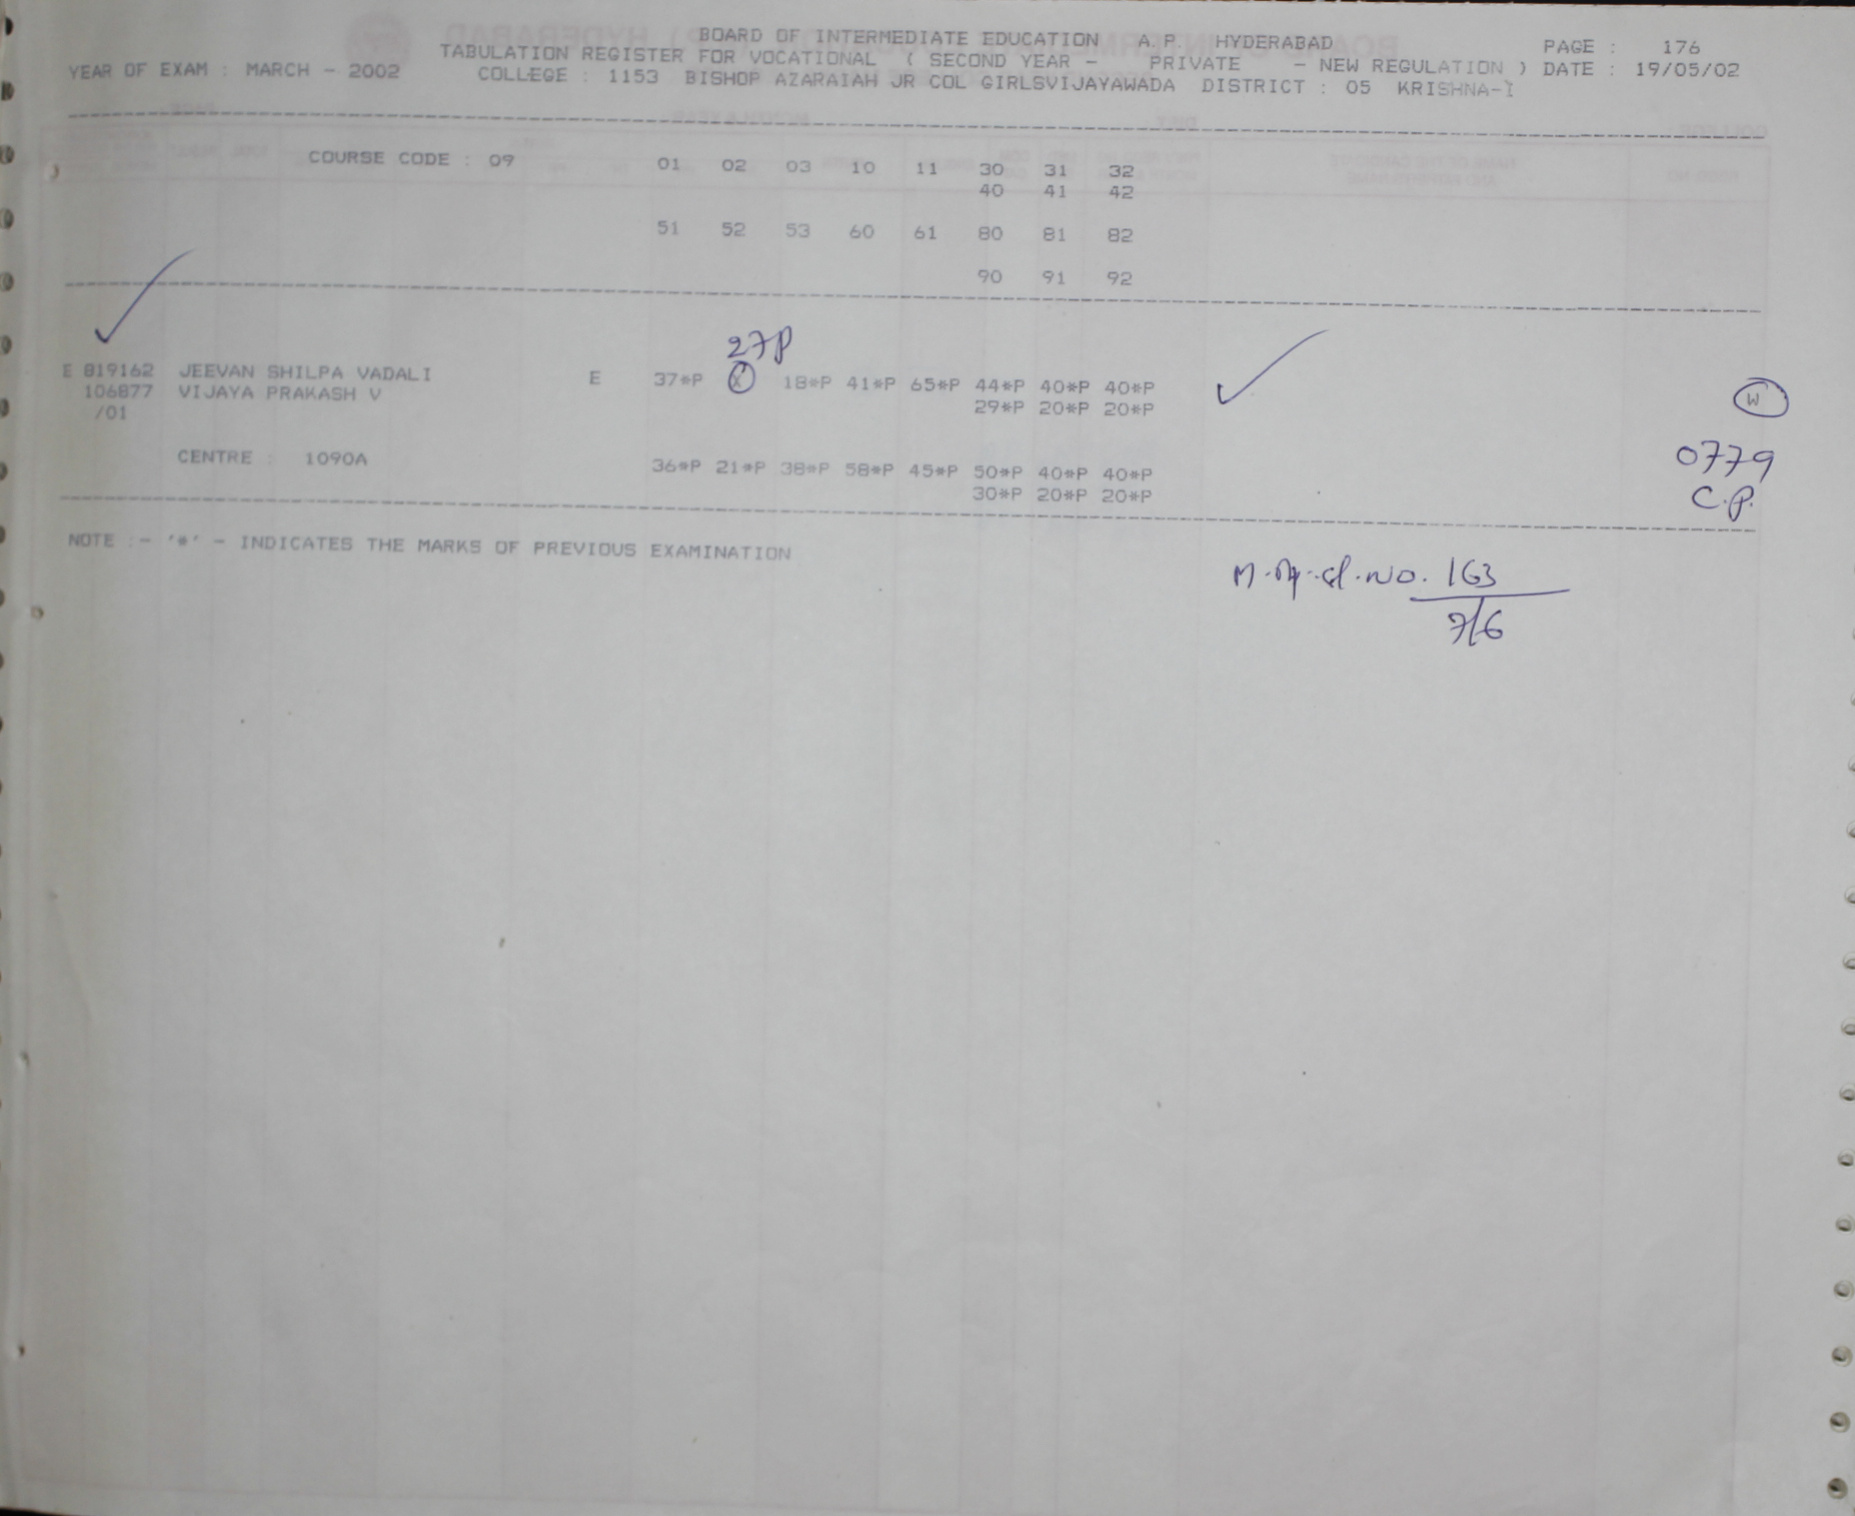 BOARD OF INTERMEDIATE EDUCATION A.P. HYDERABAD PAGE : 176
TABULATION REGISTER FOR VOCATIONAL ( SECOND YEAR - PRIVATE - NEW REGULATION ) DATE : 19/05/02
YEAR OF EXAM : MARCH - 2002 COLLEGE : 1153 BISHOP AZARAIAH JR COL GIRLSVIJAYAWADA DISTRICT : 05 KRISHNA-I
COURSE CODE : 09 01 02 03 10 11 30 31 32
40 41 42
51 52 53 60 61 80 81 82
90 91 92
27P
E 819162 JEEVAN SHILPA VADALI E 37*P X 18*P 41*P 65*P 44*P 40*P 40*P
106877 VIJAYA PRAKASH V 29*P 20*P 20*P W
/01
CENTRE : 1090A 36*P 21*P 38*P 58*P 45*P 50*P 40*P 40*P 0779
30*P 20*P 20*P C.P.
NOTE :- '*' - INDICATES THE MARKS OF PREVIOUS EXAMINATION
No. 163
7/6